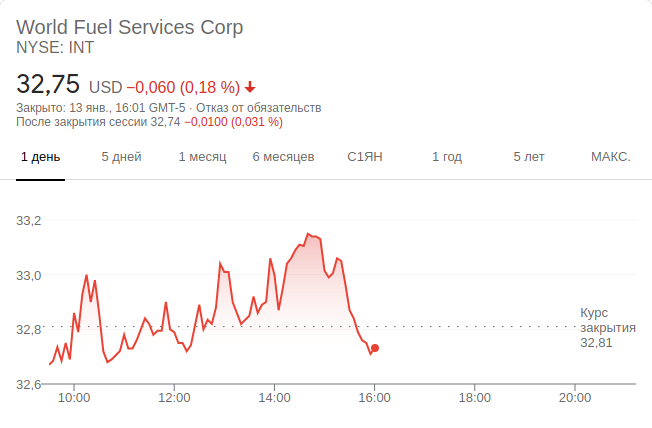 World Fuel Services Corp
NYSE: INT
32,75 USD −0,060 (0,18 %)
Закрыто: 13 янв., 16:01 GMT-5 · Отказ от обязательств
После закрытия сессии 32,74 −0,0100 (0,031 %)
1 день 5 дней 1 месяц 6 месяцев С1ЯН 1 год 5 лет МАКС.
33,2
33,0
Курс
32,8 закрытия
32,81
32,6
10:00 12:00 14:00 16:00 18:00 20:00